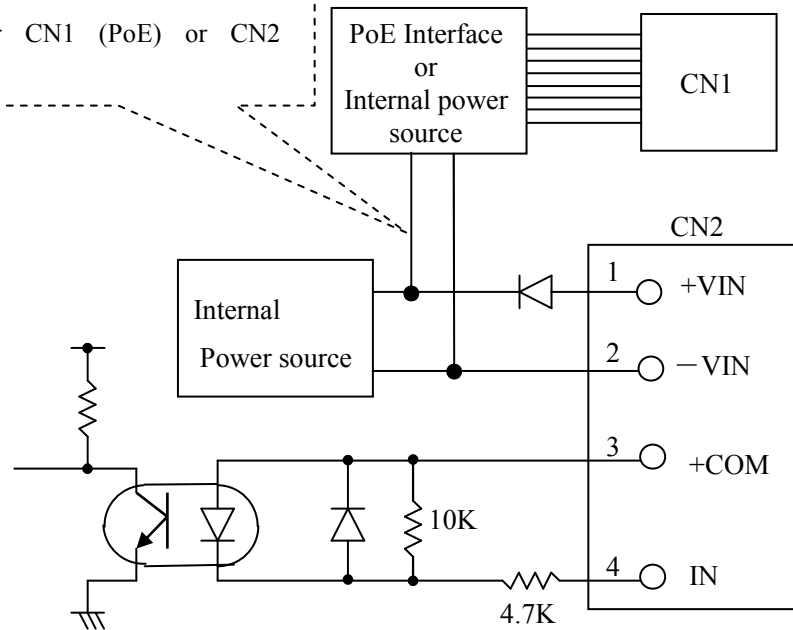 CN1 (PoE) or CN2
PoE Interface
or
Internal power
source
CN1
CN2
1
+VIN
Internal
Power source
2
－VIN
3
+COM
10K
4
IN
4.7K